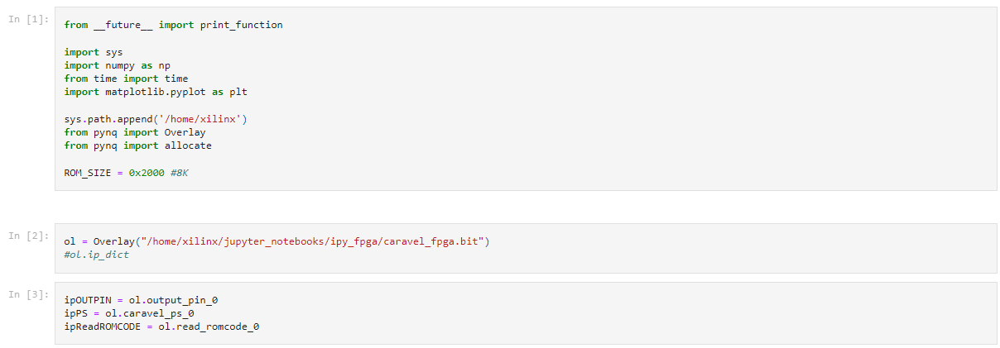 In [1]:
from __future__ import print_function
import sys
import numpy as np
from time import time
import matplotlib.pyplot as plt
sys.path.append('/home/xilinx')
from pynq import Overlay
from pynq import allocate
ROM_SIZE = 0x2000 #8K
In [2]:
ol = Overlay("/home/xilinx/jupyter_notebooks/ipy_fpga/caravel_fpga.bit")
#ol.ip_dict
In [3]:
ipOUTPIN = ol.output_pin_0
ipPS = ol.caravel_ps_0
ipReadROMCODE = ol.read_romcode_0